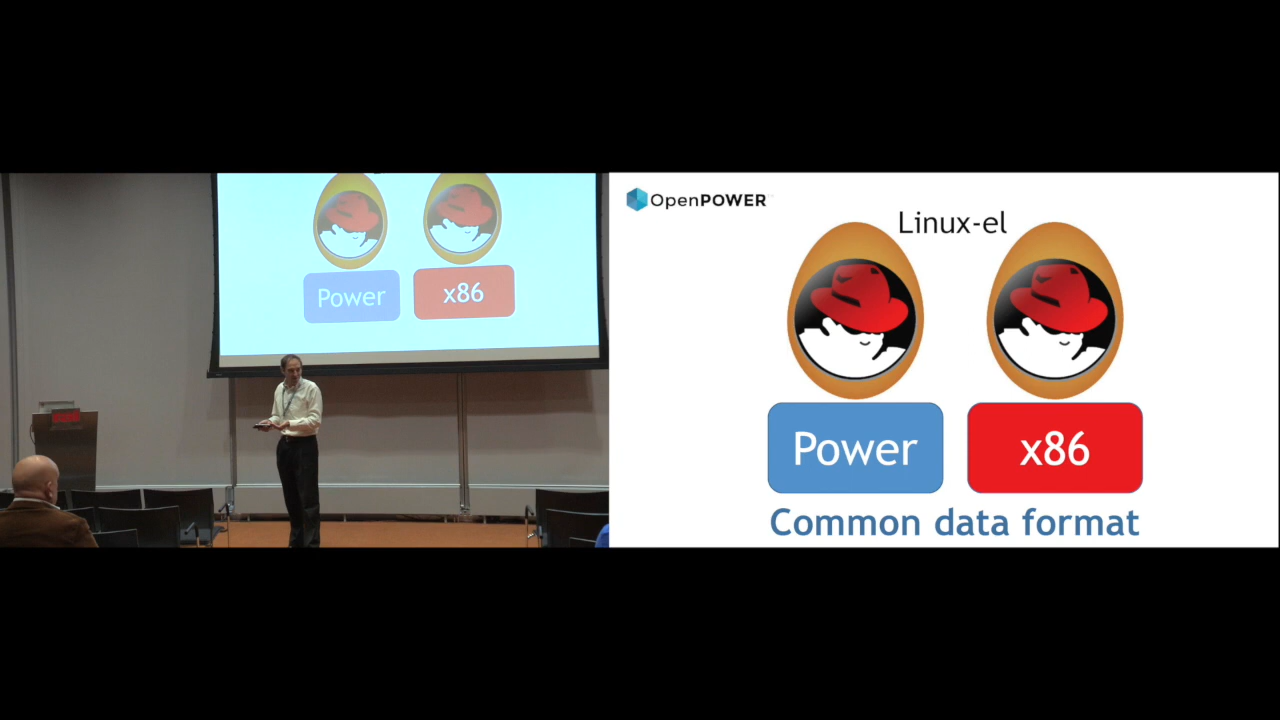 Power
x86
OpenPOWER
Linux-el
Power
x86
Common data format